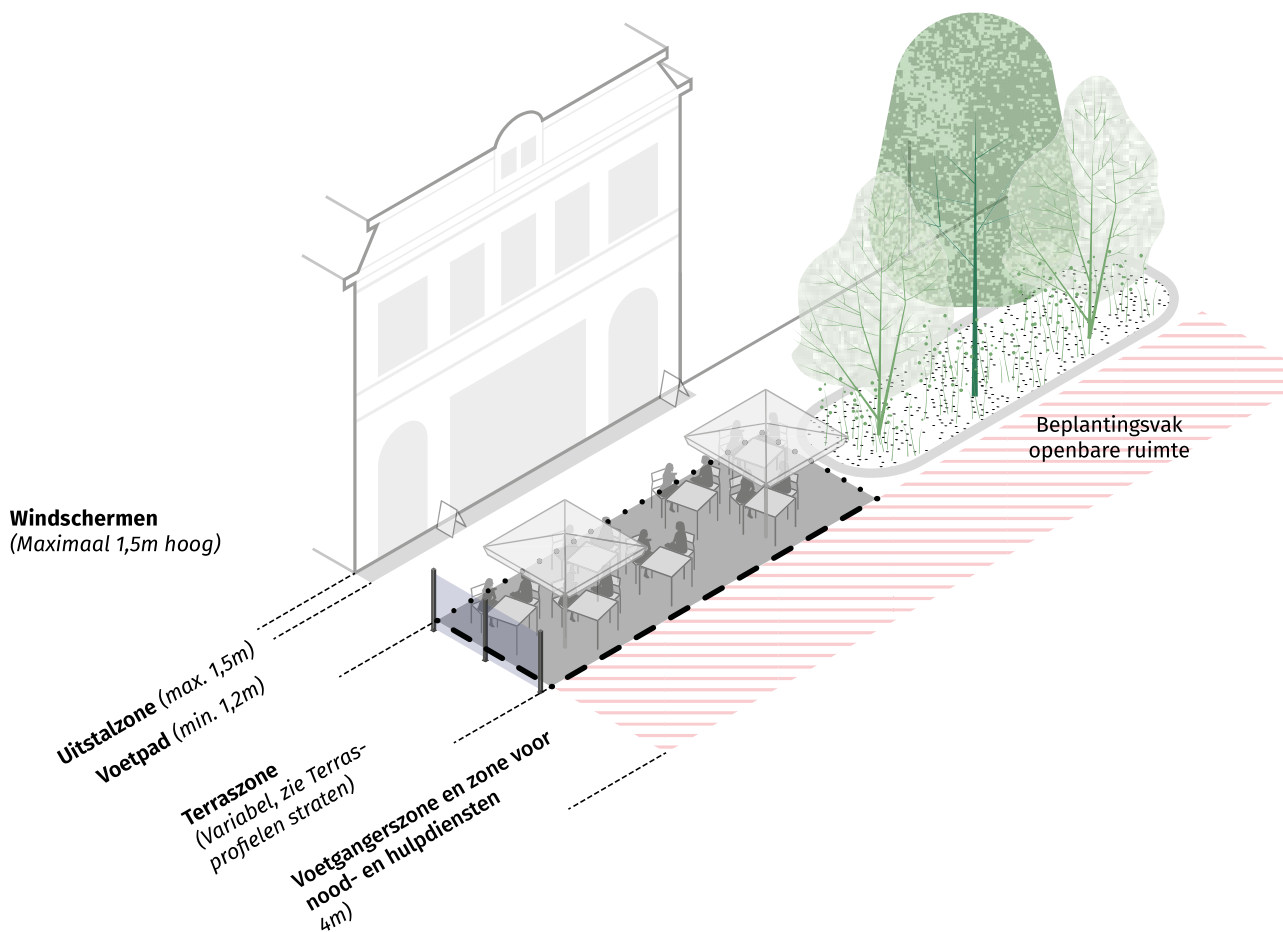 Beplantingsvak
openbare ruimte
Windschermen
(Maximaal 1,5m hoog)
Uitstalzone (max. 1,5m)
Voetpad (min. 1,2m)
Terraszone
(Variabel, zie Terras-
profielen straten)
Voetgangerszone en zone voor
nood- en hulpdiensten
4m)